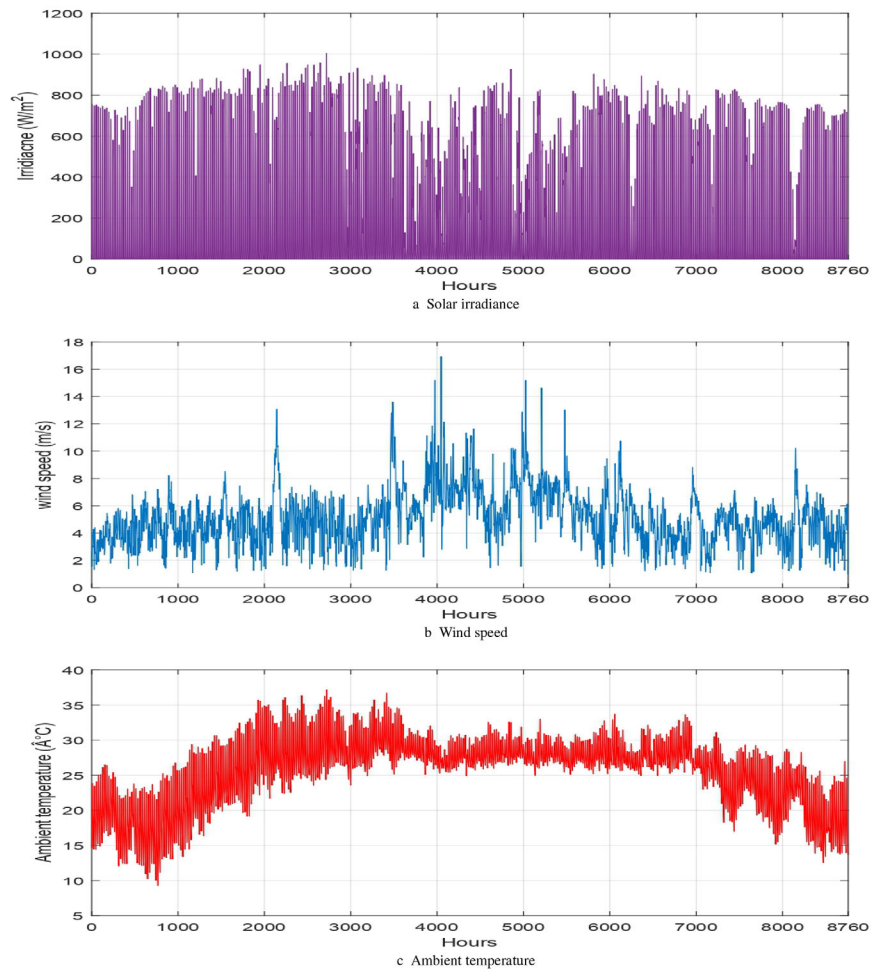 1200
1000
800
600
400
200
0
Irridiacne (W/m²)
0 1000 2000 3000 4000 5000 6000 7000 8000 8760
Hours
a Solar irradiance
18
16
14
12
10
8
6
4
2
0
wind speed (m/s)
0 1000 2000 3000 4000 5000 6000 7000 8000 8760
Hours
b Wind speed
40
35
30
25
20
15
10
5
Ambient temperature (Å°C)
0 1000 2000 3000 4000 5000 6000 7000 8000 8760
Hours
c Ambient temperature